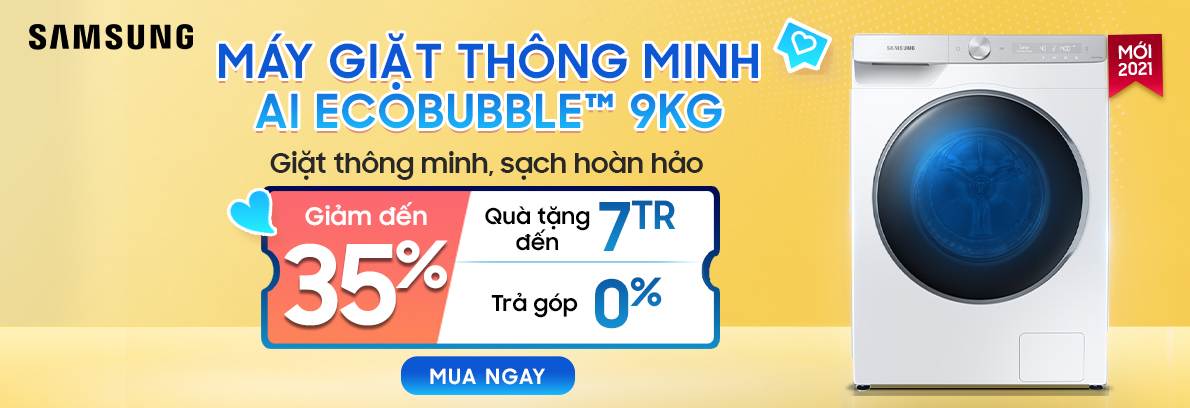 SAMSUNG
MÁY GIẶT THÔNG MINH
AI ECOBUBBLE™ 9KG
Giặt thông minh, sạch hoàn hảo
Giảm đến
35%
Quà tặng
đến
7TR
Trả góp
0%
MUA NGAY
SAMSUNG
MỚI
2021